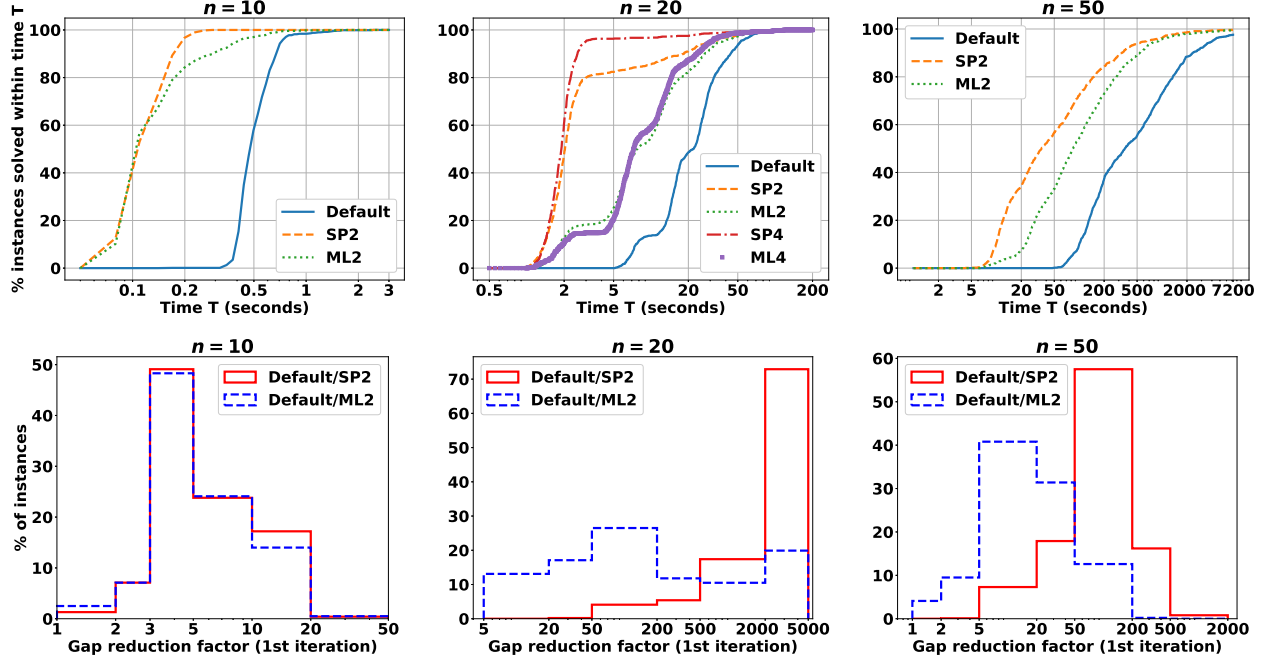 n = 10
% instances solved within time T
100
80
60
40
20
0
Default
SP2
ML2
0.1 0.2 0.5 1 2 3
Time T (seconds)
n = 20
100
80
60
40
20
0
Default
SP2
ML2
SP4
ML4
0.5 2 5 20 50 200
Time T (seconds)
n = 50
100
80
60
40
20
0
Default
SP2
ML2
2 5 20 50 200 500 2000 7200
Time T (seconds)
n = 10
% of instances
50
40
30
20
10
0
Default/SP2
Default/ML2
1 2 3 5 10 20 50
Gap reduction factor (1st iteration)
n = 20
70
60
50
40
30
20
10
0
Default/SP2
Default/ML2
5 20 50 200 500 2000 5000
Gap reduction factor (1st iteration)
n = 50
60
50
40
30
20
10
0
Default/SP2
Default/ML2
1 2 5 20 50 200 500 2000
Gap reduction factor (1st iteration)